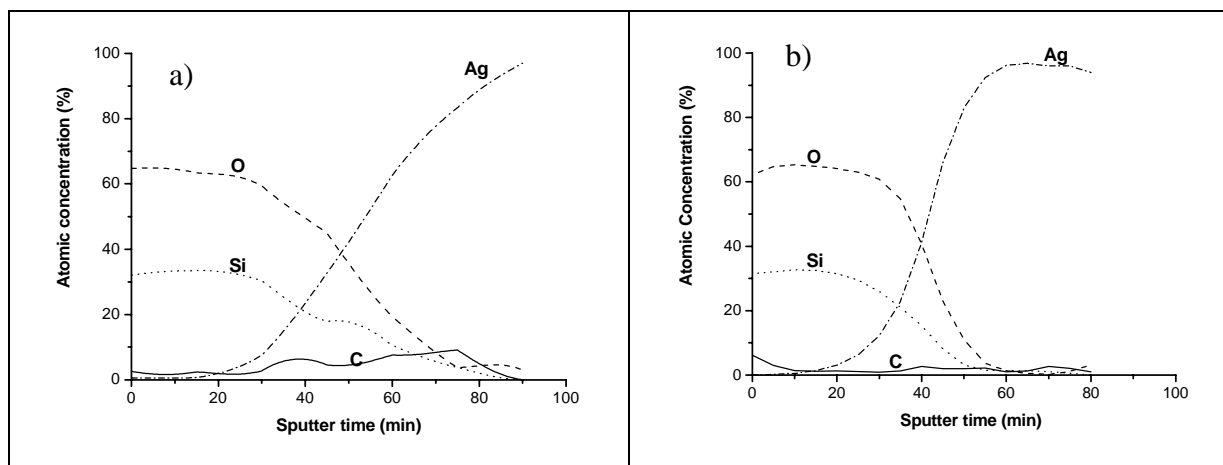 a)
Atomic concentration (%)
100
80
60
40
20
0
Ag
O
Si
C
0 20 40 60 80 100
Sputter time (min)
b)
Atomic Concentration (%)
100
80
60
40
20
0
Ag
O
Si
C
0 20 40 60 80 100
Sputter time (min)